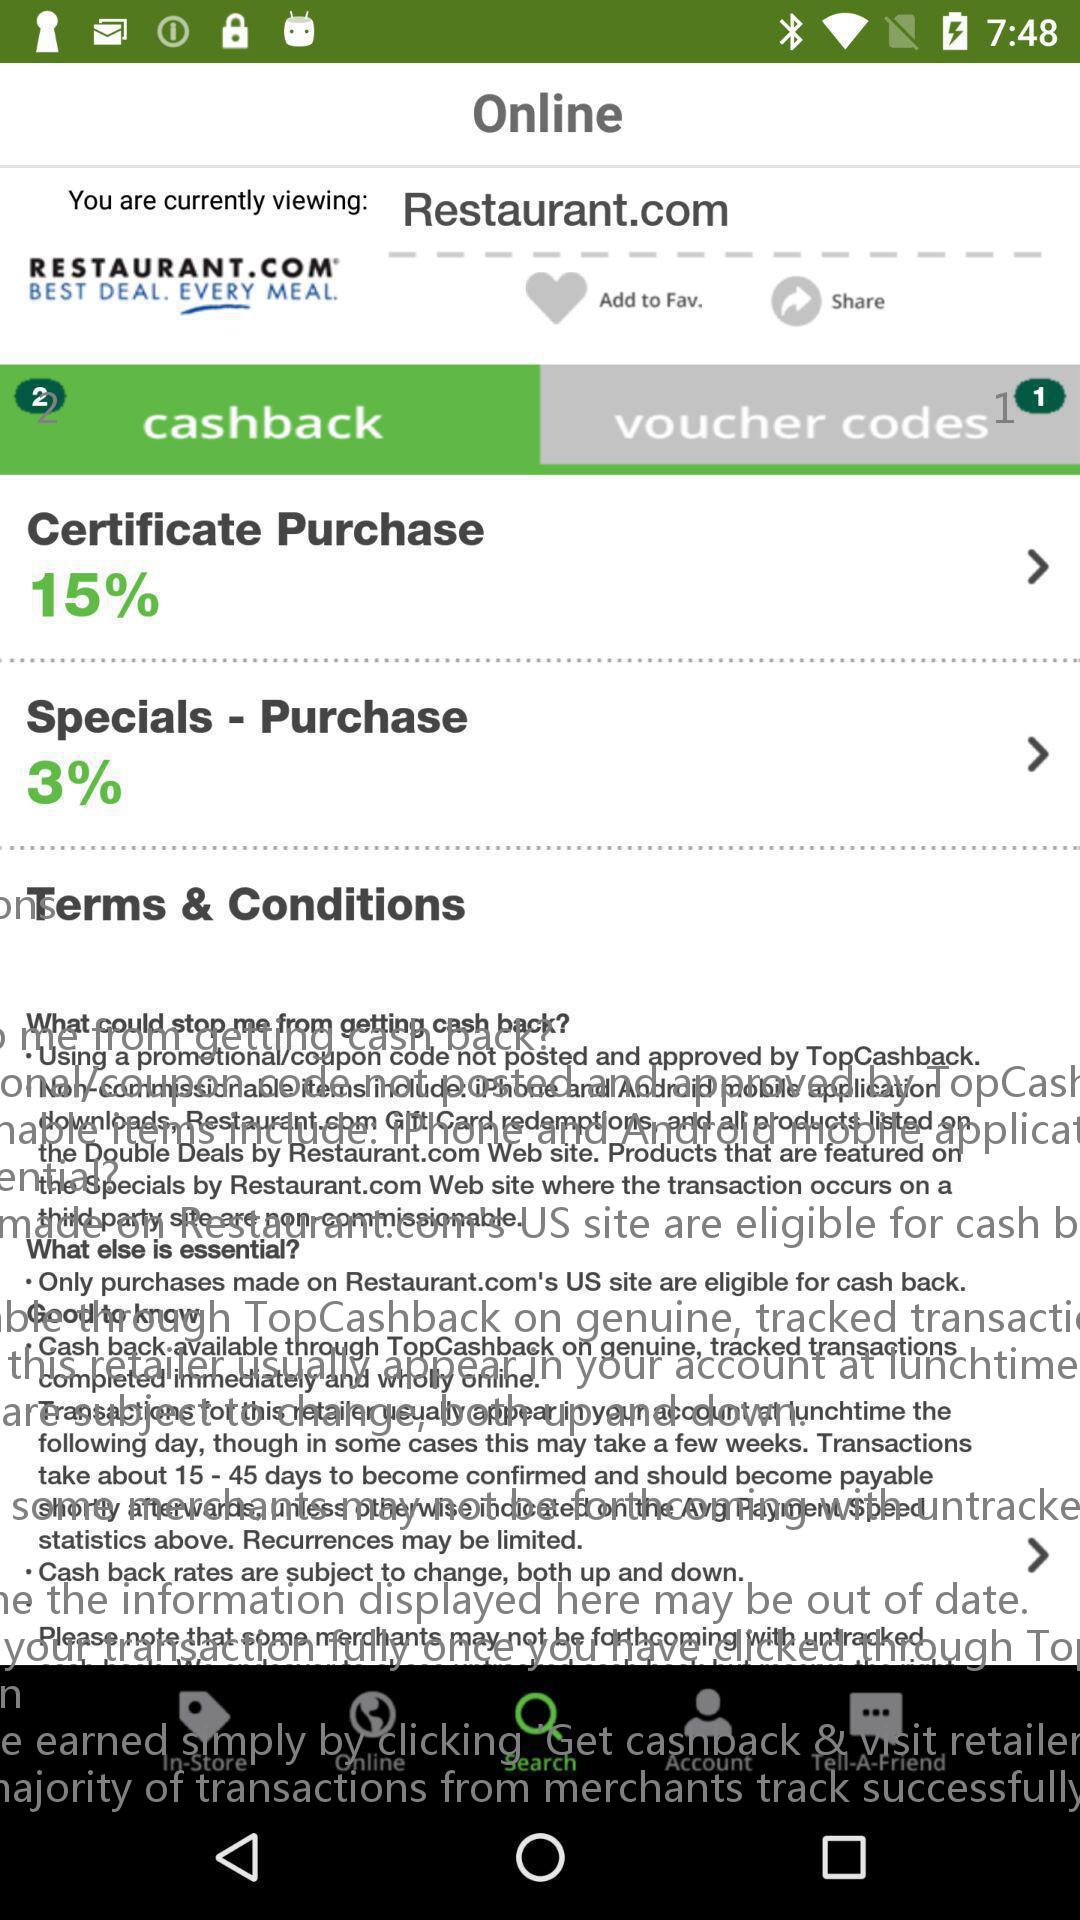 7:48
Online
You are currently viewing:
Restaurant.com
RESTAURANT.COM®
BEST DEAL. EVERY MEAL.
Add to Fav.
Share
2
2
cashback
voucher codes
1
1
Certificate Purchase
15%
Specials - Purchase
3%
ons
Terms & Conditions
What could stop me from getting cash back?
me from getting cash back?
• Using a promotional/coupon code not posted and approved by TopCashback.
onal/coupon code not posted and approved by TopCash
Non-commissionable items include: iPhone and Android mobile application
downloads, Restaurant.com Gift Card redemptions, and all products listed on
nable items include: iPhone and Android mobile applicat
the Double Deals by Restaurant.com Web site. Products that are featured on
ential?
the Specials by Restaurant.com Web site where the transaction occurs on a
third party site are non-commissionable.
made on Restaurant.com's US site are eligible for cash b
What else is essential?
• Only purchases made on Restaurant.com's US site are eligible for cash back.
Good to know
ble through TopCashback on genuine, tracked transacti
• Cash back available through TopCashback on genuine, tracked transactions
this retailer usually appear in your account at lunchtime
completed immediately and wholly online.
Transactions for this retailer usually appear in your account at lunchtime the
are subject to change, both up and down.
following day, though in some cases this may take a few weeks. Transactions
take about 15 - 45 days to become confirmed and should become payable
shortly afterwards, unless otherwise indicated on the Avg Payment Speed
some merchants may not be forthcoming with untracke
statistics above. Recurrences may be limited.
• Cash back rates are subject to change, both up and down.
ne the information displayed here may be out of date.
Please note that some merchants may not be forthcoming with untracked
your transaction fully once you have clicked through Top
n
e earned simply by clicking 'Get cashback & visit retailer
In-Store
Online
Search
Account
Tell-A-Friend
najority of transactions from merchants track successfully